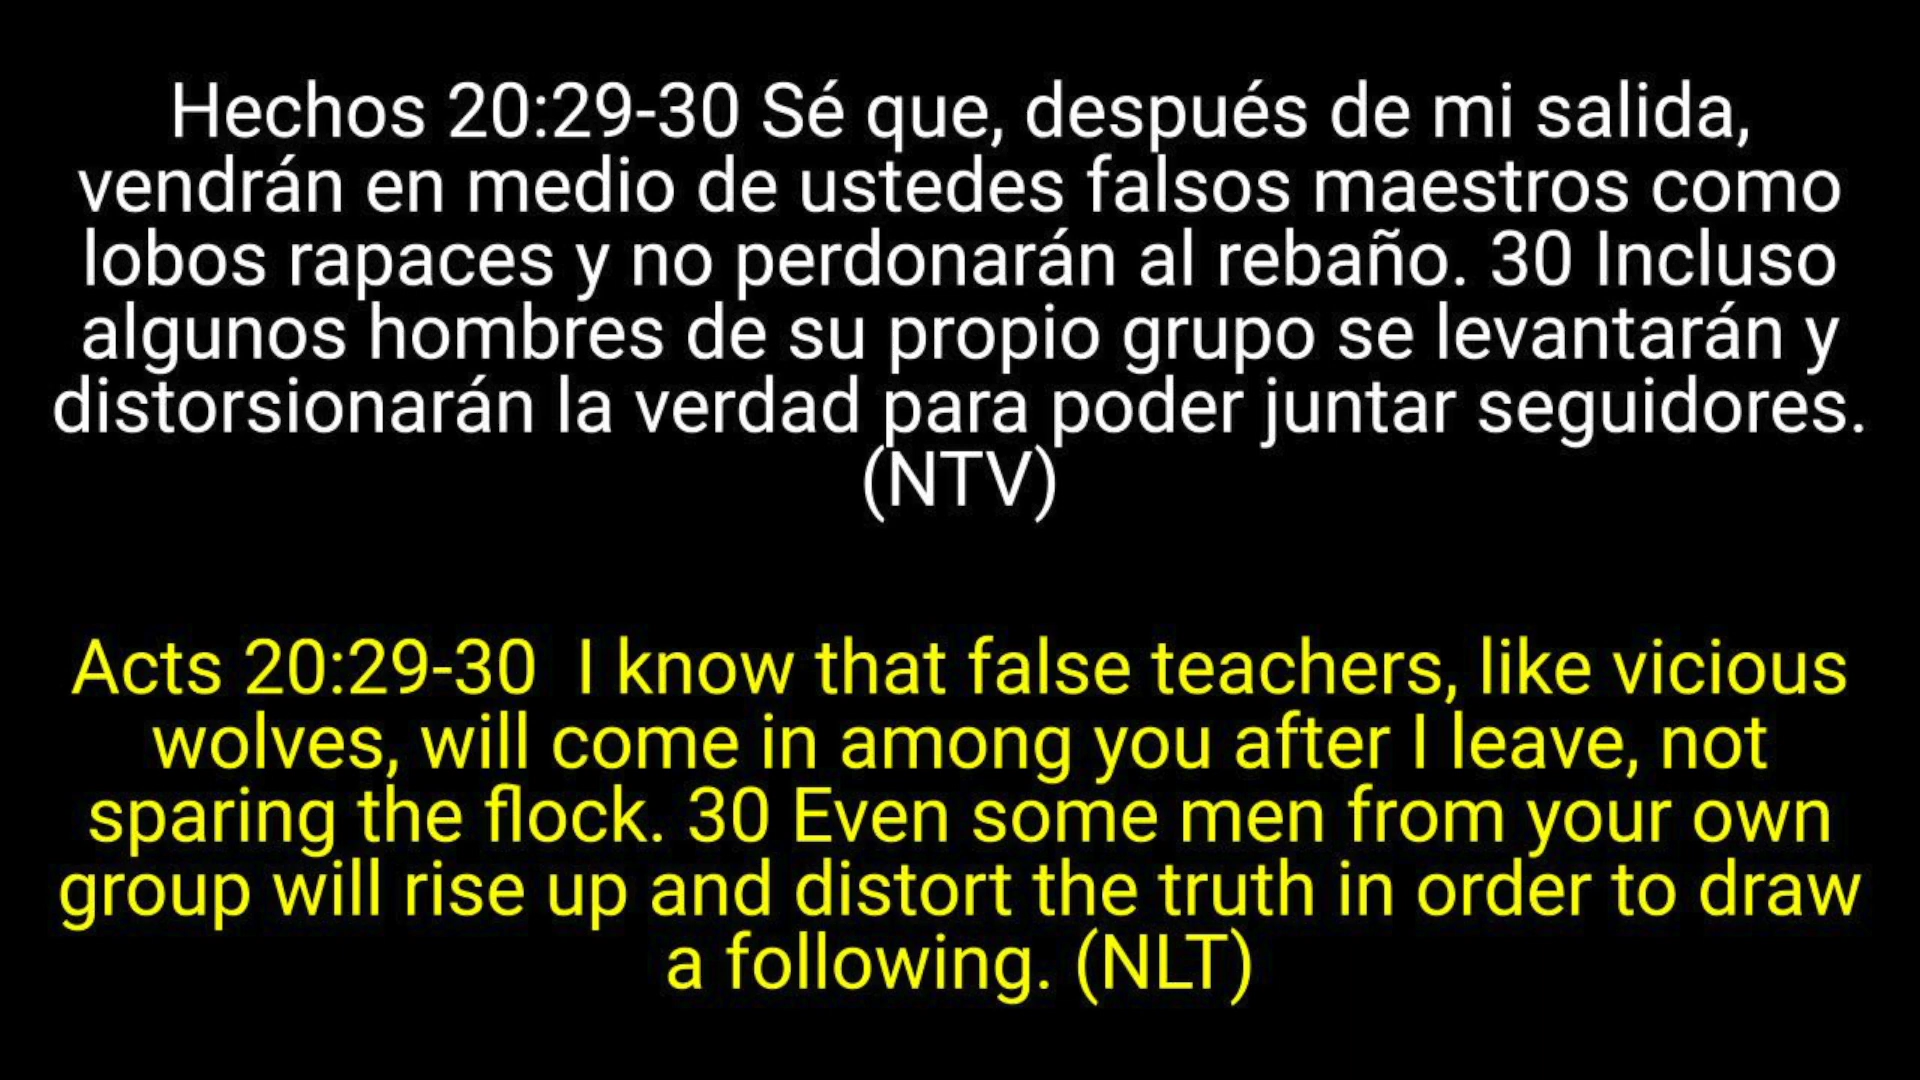 Hechos 20:29-30 Sé que, después de mi salida,
vendrán en medio de ustedes falsos maestros como
lobos rapaces y no perdonarán al rebaño. 30 Incluso
algunos hombres de su propio grupo se levantarán y
distorsionarán la verdad para poder juntar seguidores.
(NTV)
Acts 20:29-30  I know that false teachers, like vicious
wolves, will come in among you after I leave, not
sparing the flock. 30 Even some men from your own
group will rise up and distort the truth in order to draw
a following. (NLT)